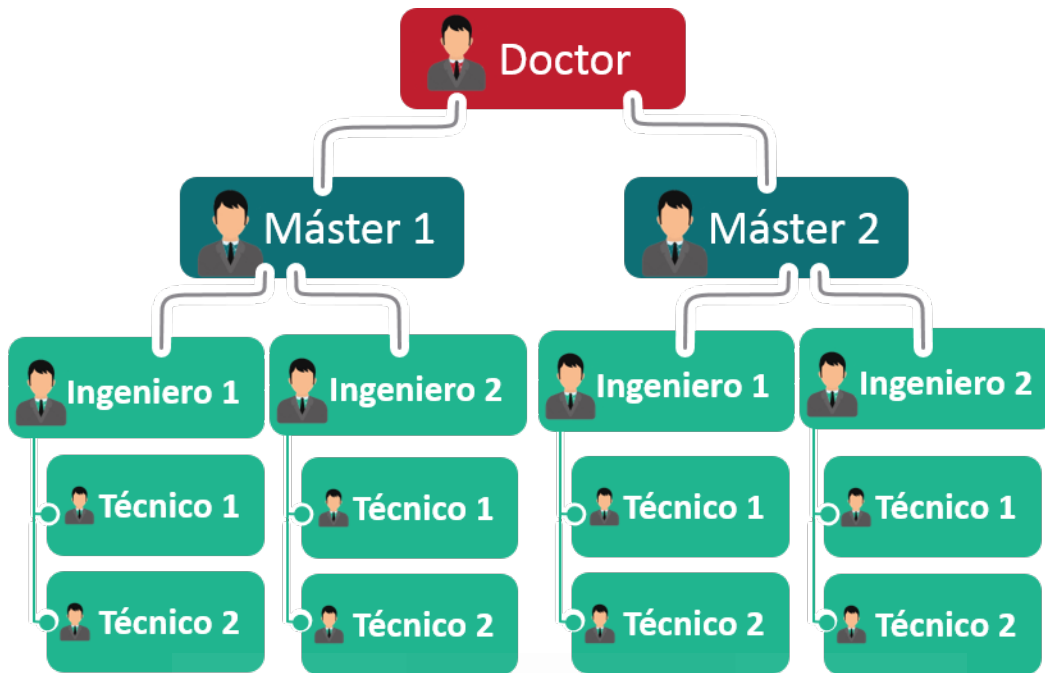 Doctor
Máster 1
Máster 2
Ingeniero 1
Ingeniero 2
Ingeniero 1
Ingeniero 2
Técnico 1
Técnico 1
Técnico 1
Técnico 1
Técnico 2
Técnico 2
Técnico 2
Técnico 2